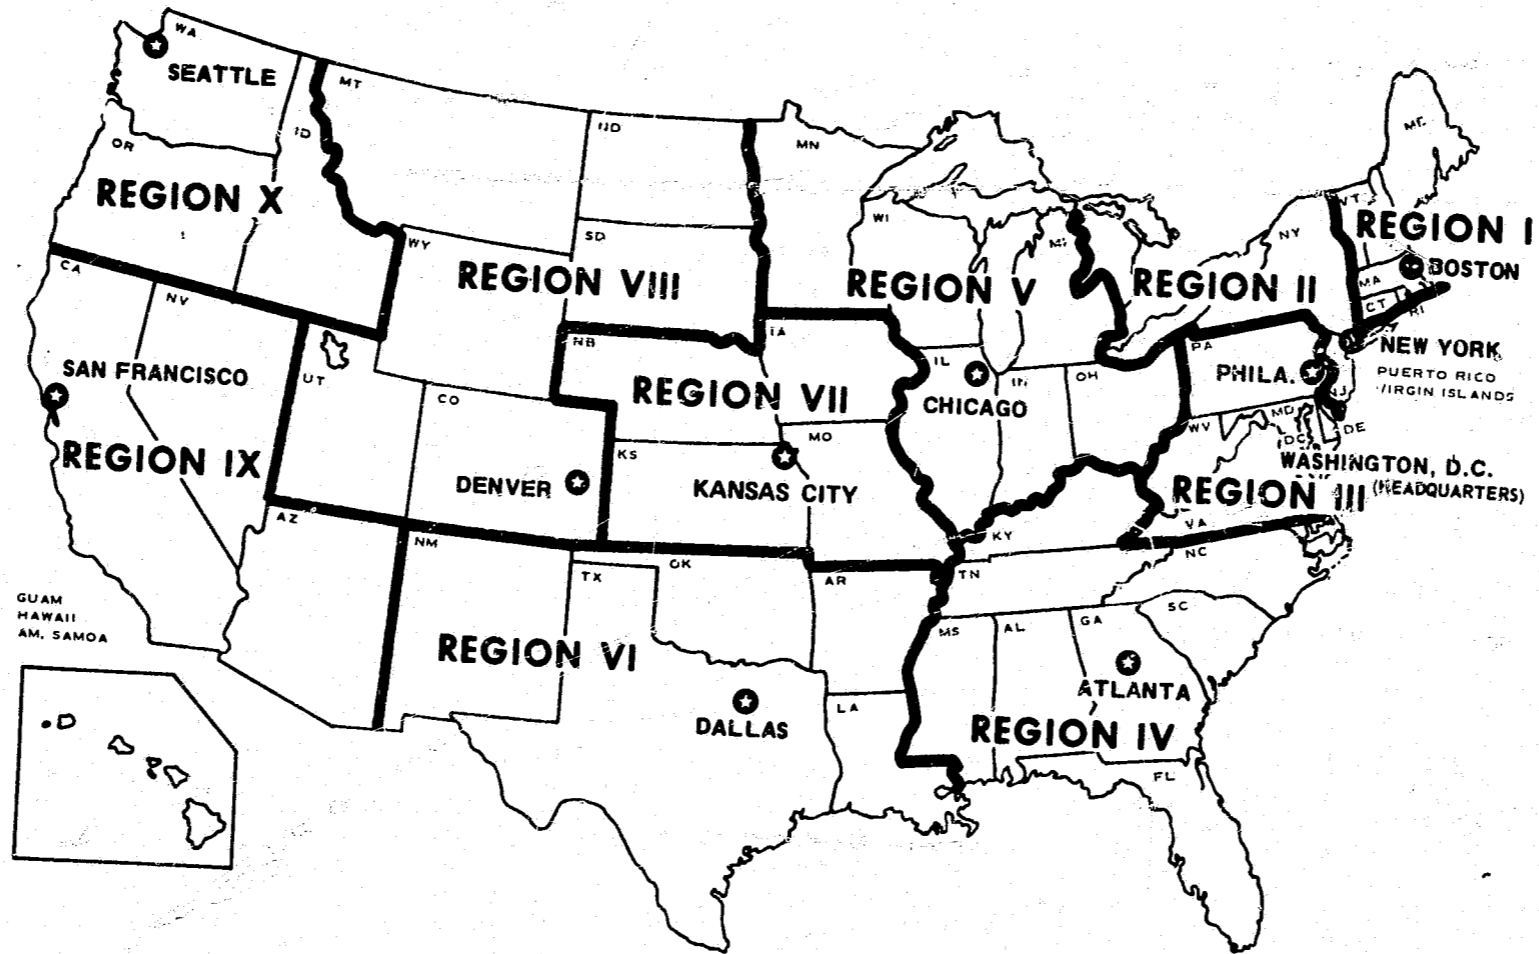 WA
SEATTLE
MT
ID
OR
REGION X
ND
MN
WI
MI
ME
VT
NY
REGION I
BOSTON
MA
CT
RI
WY
SD
REGION VIII
REGION V
REGION II
CA
NV
NB
IA
IL
IN
OH
PA
NEW YORK
PUERTO RICO
VIRGIN ISLANDS
SAN FRANCISCO
UT
CO
REGION VII
CHICAGO
PHILA.
NJ
MD
DE
DC
WV
MO
KS
REGION IX
DENVER
KANSAS CITY
WASHINGTON, D.C.
(HEADQUARTERS)
REGION III
VA
AZ
NM
TX
OK
AR
KY
TN
NC
SC
GUAM
HAWAII
AM. SAMOA
REGION VI
MS
AL
GA
ATLANTA
DALLAS
LA
REGION IV
FL